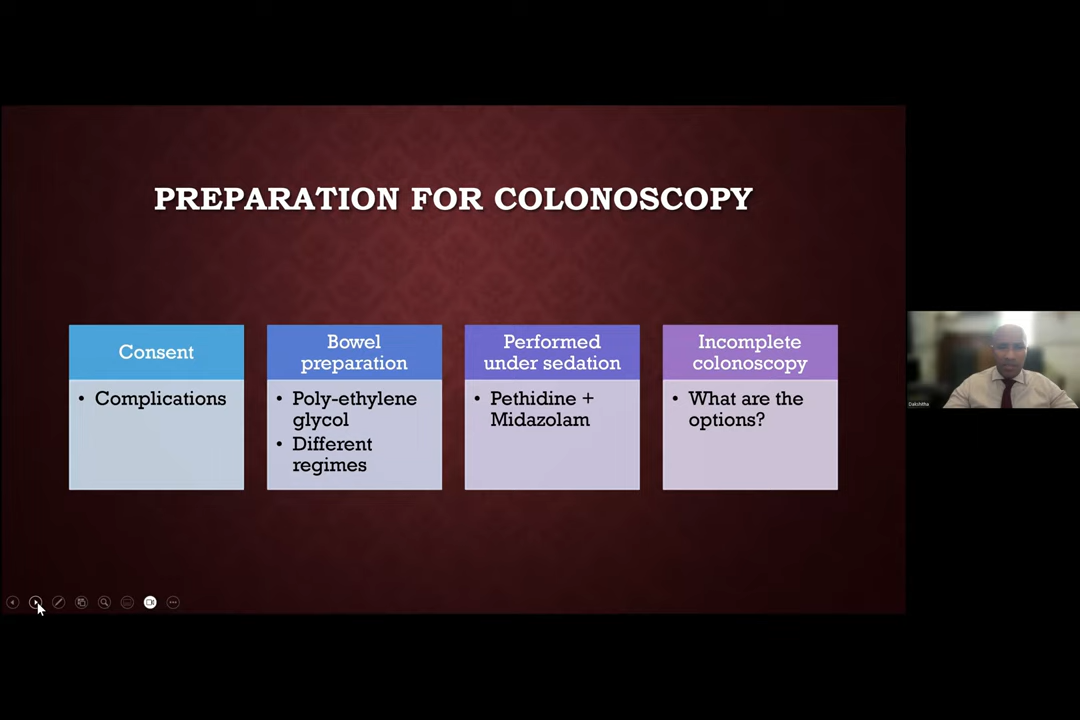 PREPARATION FOR COLONOSCOPY
Consent
• Complications
Bowel
preparation
• Poly-ethylene
glycol
• Different
regimes
Performed
under sedation
• Pethidine +
Midazolam
Incomplete
colonoscopy
• What are the
options?
Dakshitha